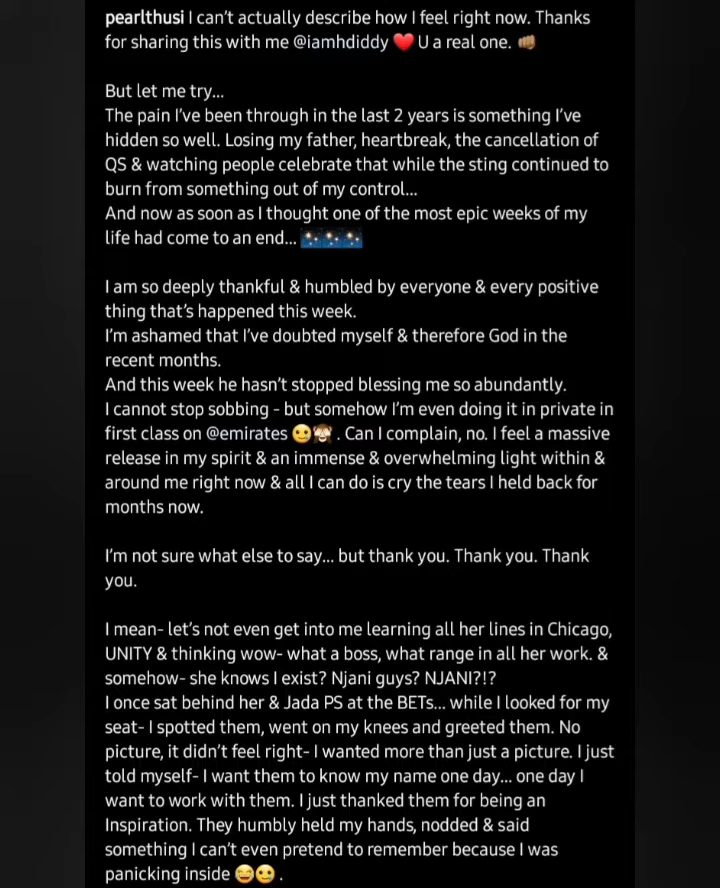 pearlthusi I can't actually describe how I feel right now. Thanks
for sharing this with me @iamhdiddy ❤️ U a real one. 👊🏽
But let me try...
The pain I've been through in the last 2 years is something I've
hidden so well. Losing my father, heartbreak, the cancellation of
QS & watching people celebrate that while the sting continued to
burn from something out of my control...
And now as soon as I thought one of the most epic weeks of my
life had come to an end... 🌌🌌🌌
I am so deeply thankful & humbled by everyone & every positive
thing that's happened this week.
I'm ashamed that I've doubted myself & therefore God in the
recent months.
And this week he hasn't stopped blessing me so abundantly.
I cannot stop sobbing - but somehow I'm even doing it in private in
first class on @emirates 🥲🙈 . Can I complain, no. I feel a massive
release in my spirit & an immense & overwhelming light within &
around me right now & all I can do is cry the tears I held back for
months now.
I'm not sure what else to say... but thank you. Thank you. Thank
you.
I mean- let's not even get into me learning all her lines in Chicago,
UNITY & thinking wow- what a boss, what range in all her work. &
somehow- she knows I exist? Njani guys? NJANI?!?
I once sat behind her & Jada PS at the BETs... while I looked for my
seat- I spotted them, went on my knees and greeted them. No
picture, it didn't feel right- I wanted more than just a picture. I just
told myself- I want them to know my name one day... one day I
want to work with them. I just thanked them for being an
Inspiration. They humbly held my hands, nodded & said
something I can't even pretend to remember because I was
panicking inside 😂🥲 .